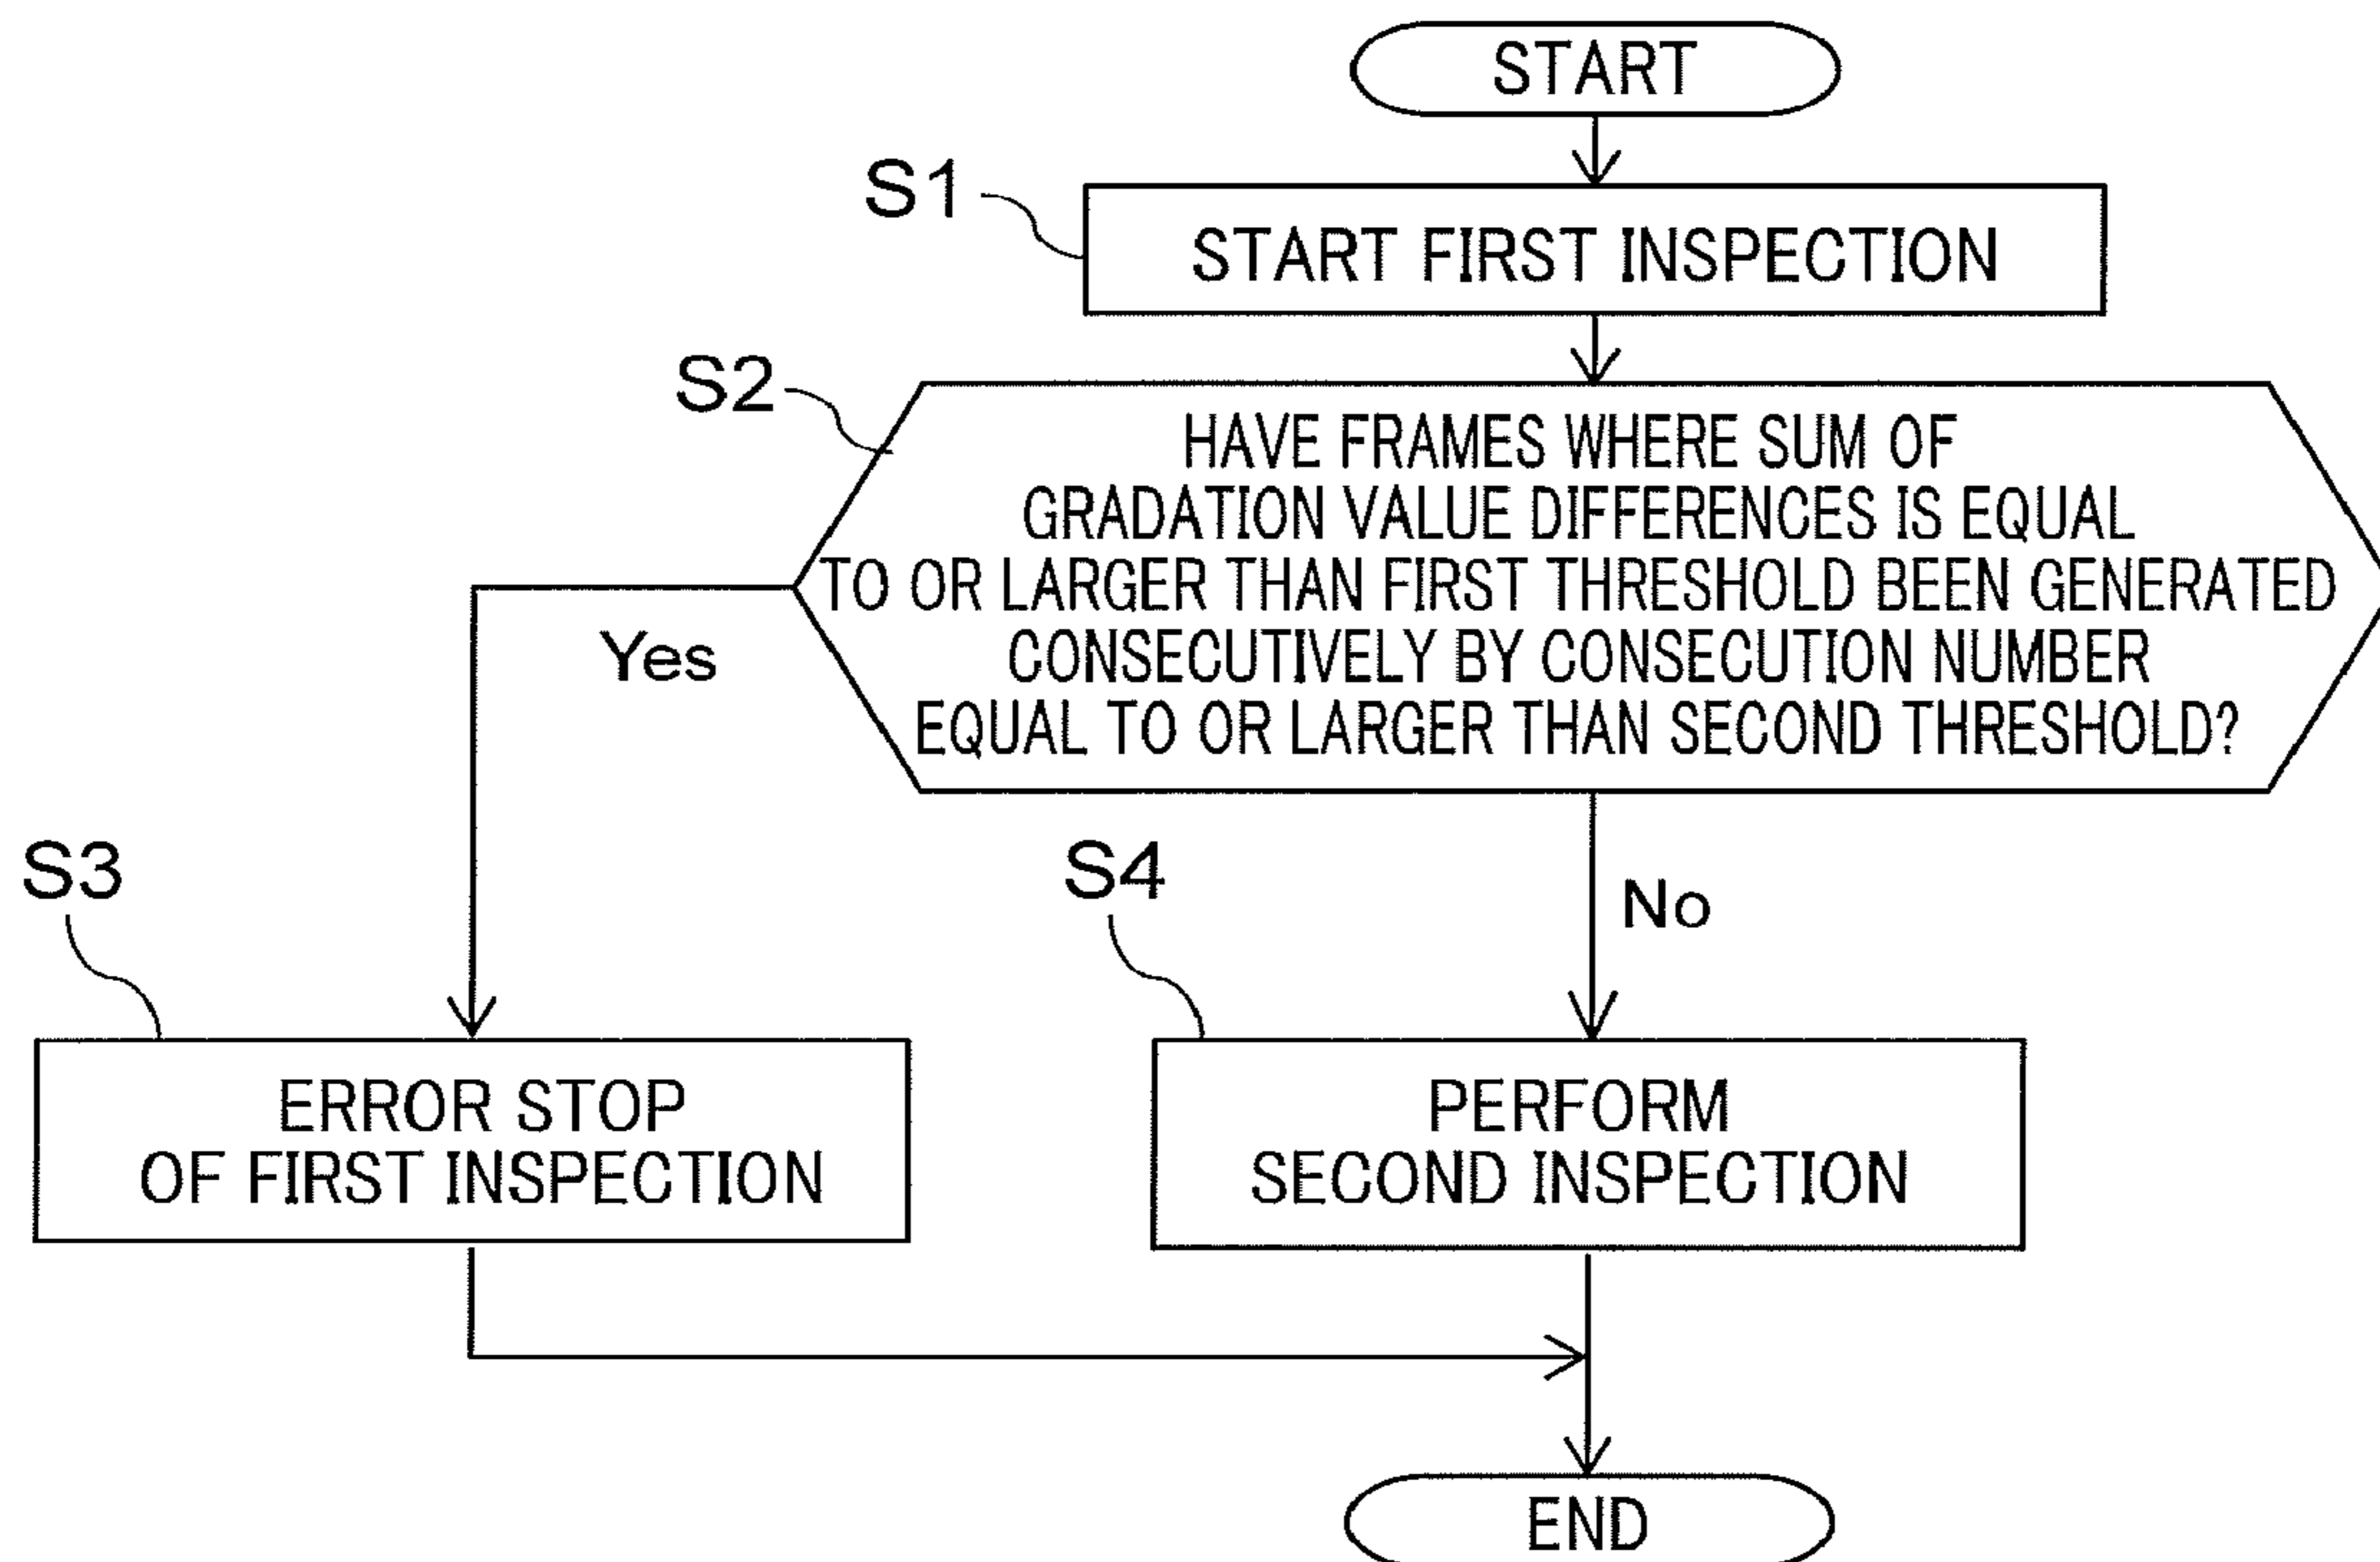 START
S1
START FIRST INSPECTION
S2
HAVE FRAMES WHERE SUM OF
GRADATION VALUE DIFFERENCES IS EQUAL
TO OR LARGER THAN FIRST THRESHOLD BEEN GENERATED
CONSECUTIVELY BY CONSECUTION NUMBER
EQUAL TO OR LARGER THAN SECOND THRESHOLD?
Yes
No
S3
ERROR STOP
OF FIRST INSPECTION
S4
PERFORM
SECOND INSPECTION
END